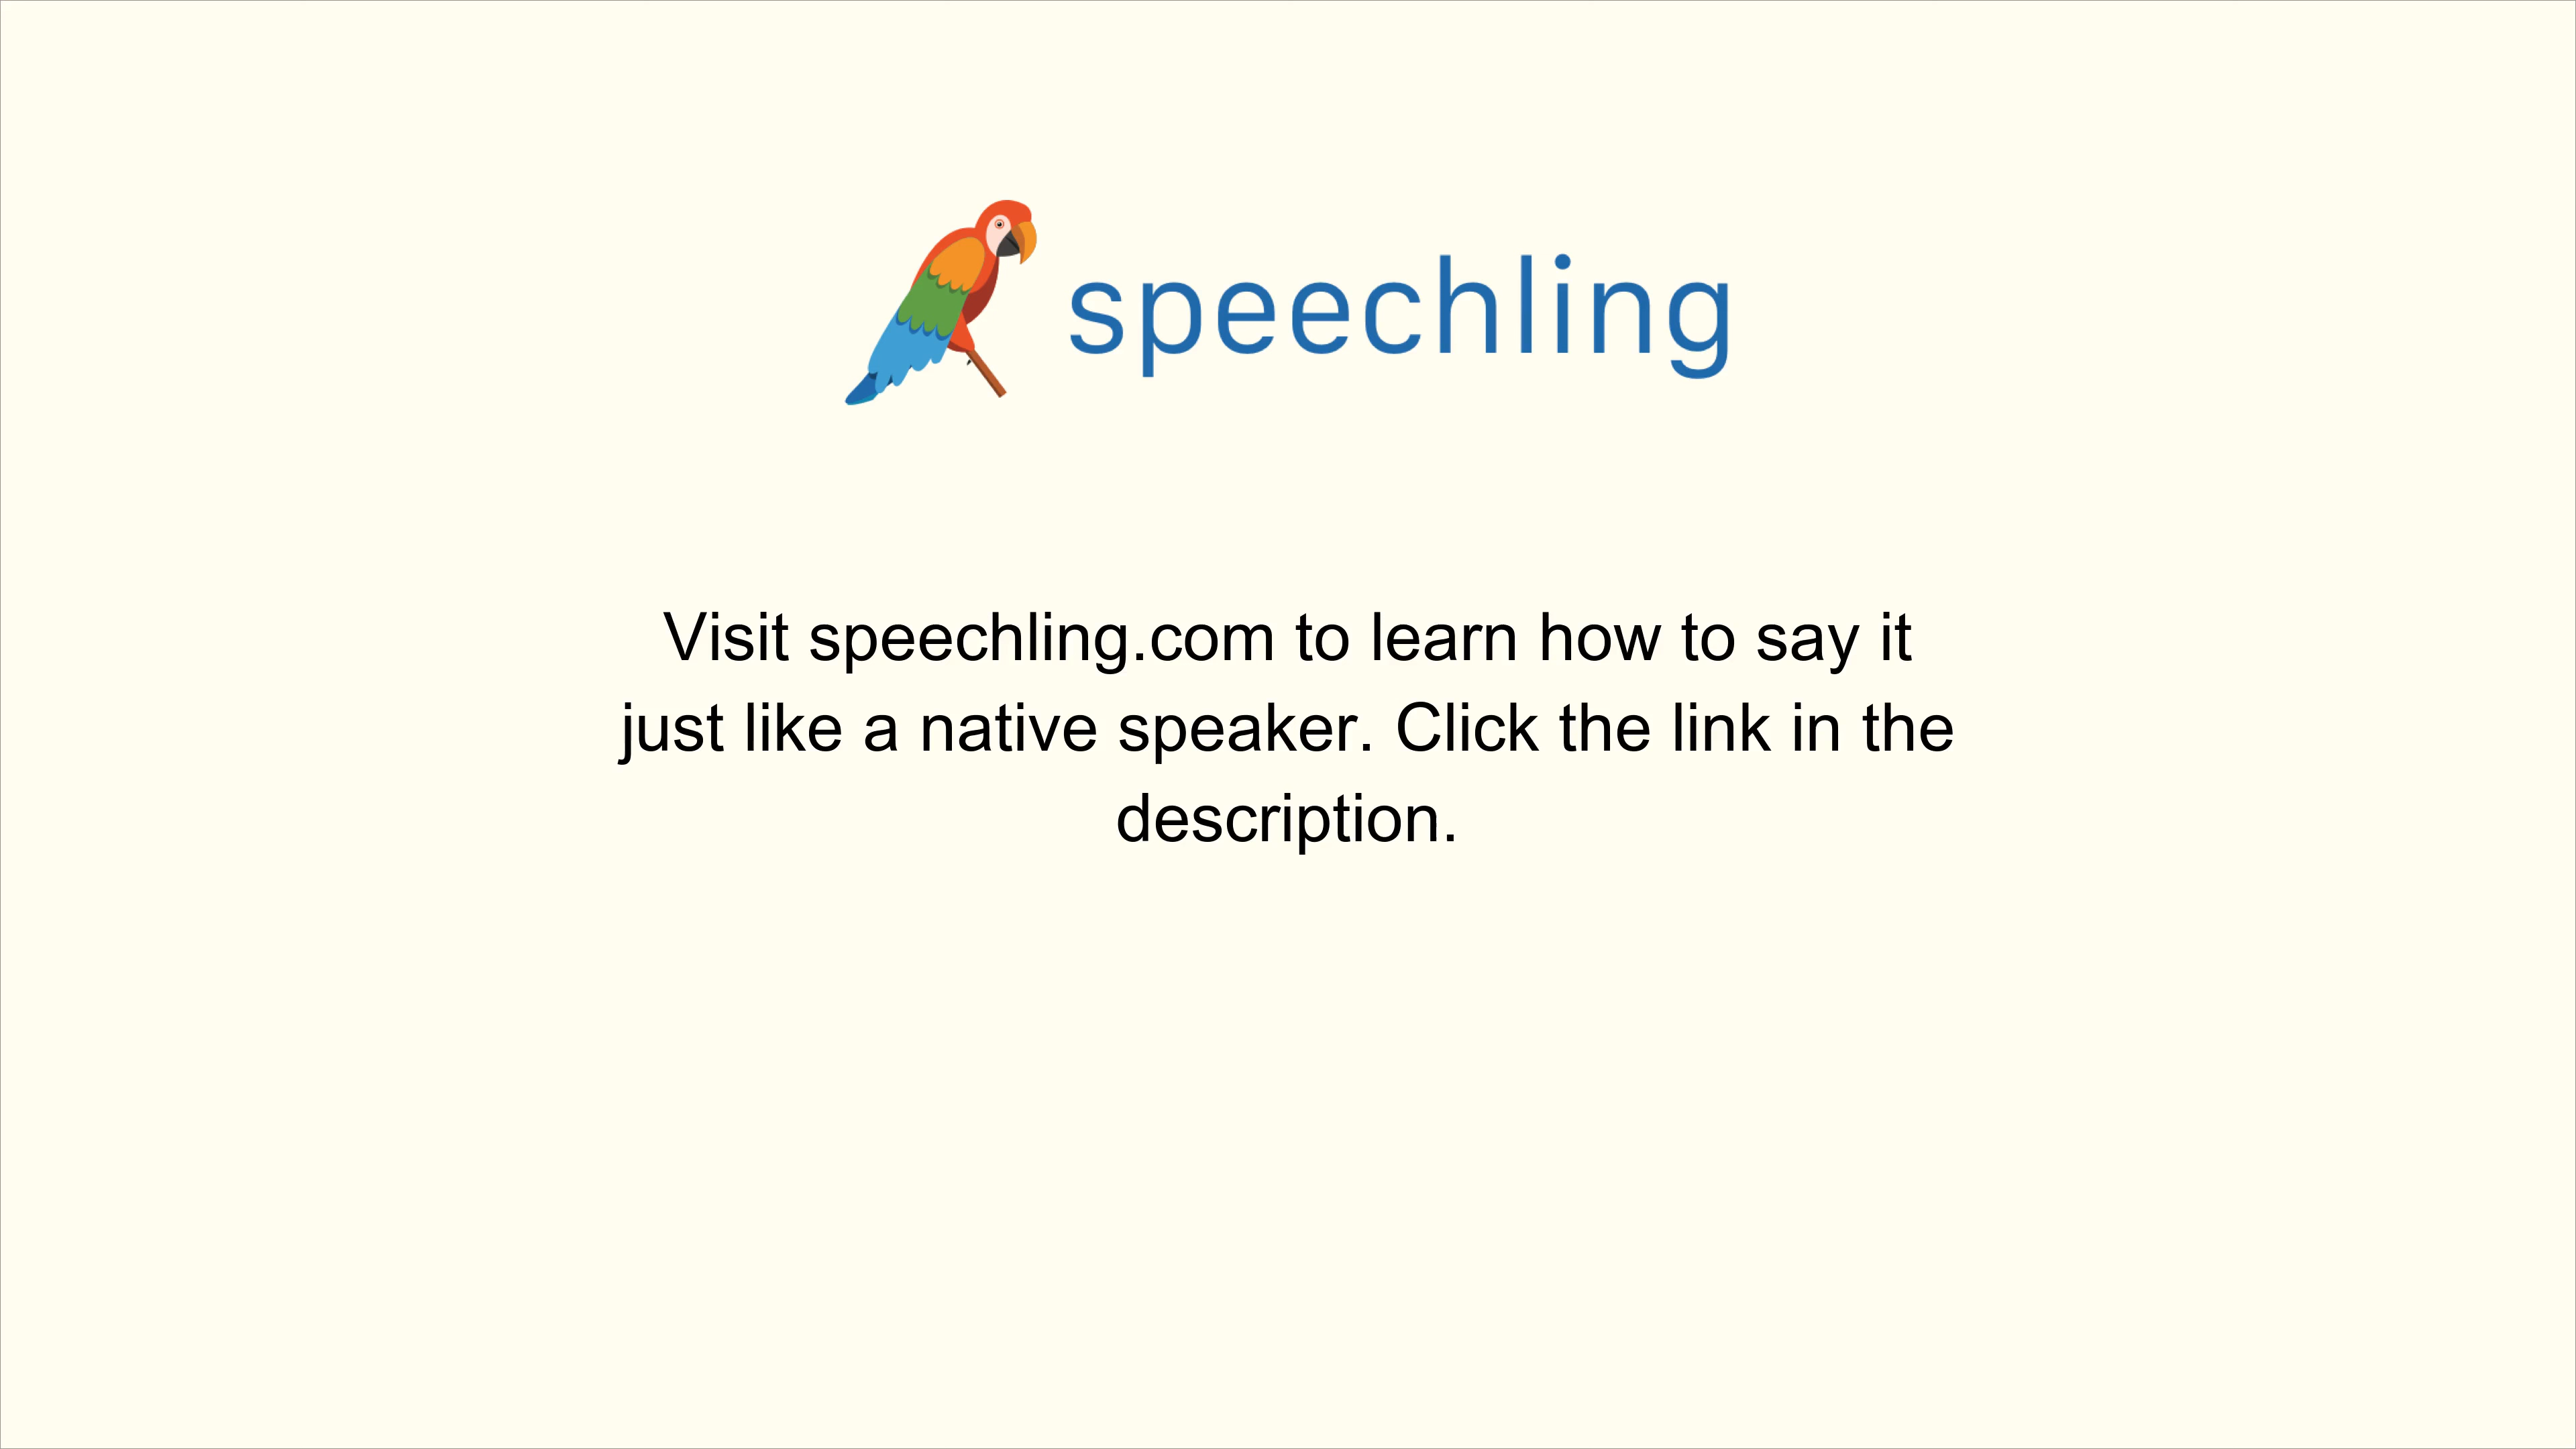 speechling
Visit speechling.com to learn how to say it
just like a native speaker. Click the link in the
description.